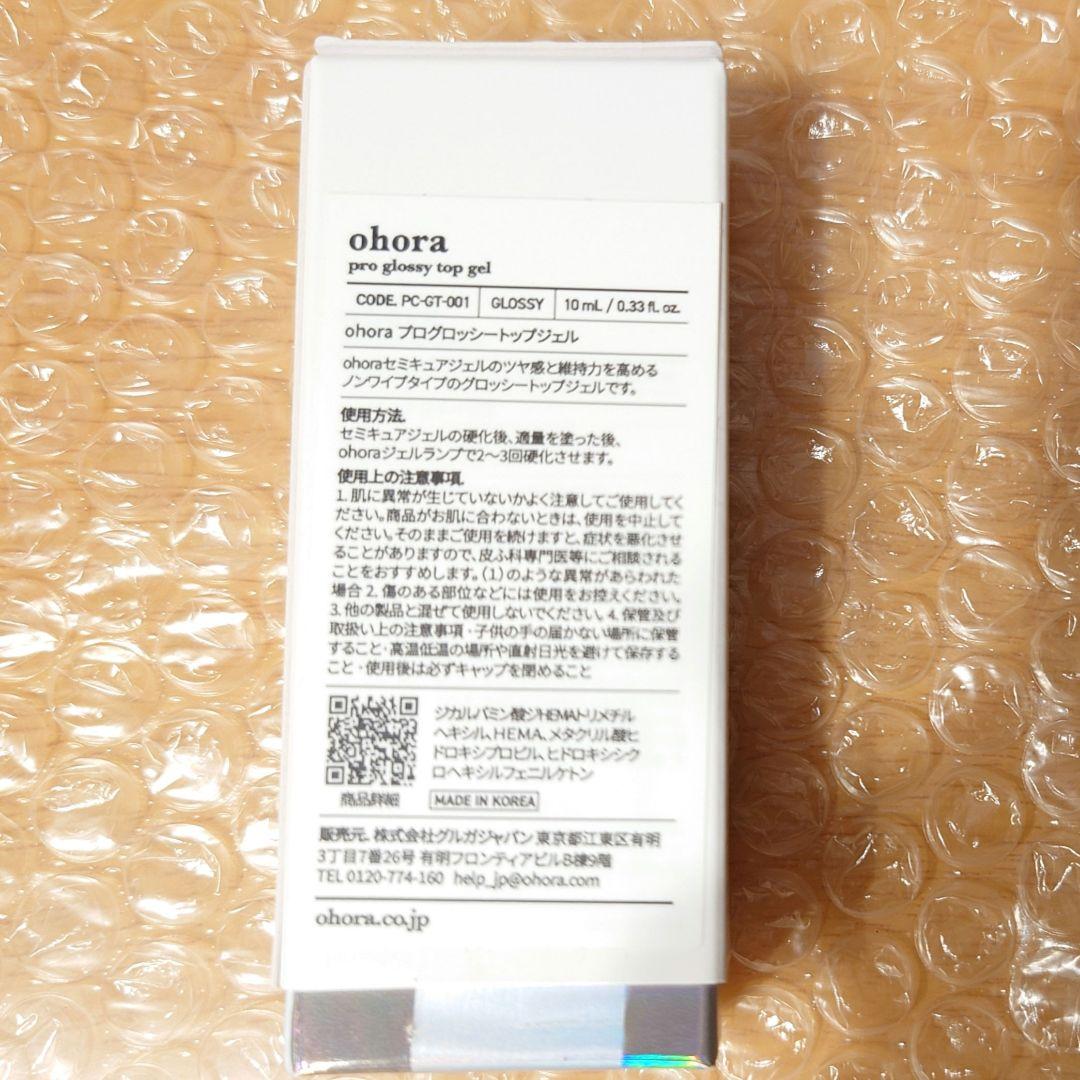 ohora
pro glossy top gel
CODE. PC-GT-001 GLOSSY 10 mL / 0.33 fl. oz.
ohora プログロッシートップジェル
ohoraセミキュアジェルのツヤ感と維持力を高める
ノンワイプタイプのグロッシートップジェルです。
使用方法.
セミキュアジェルの硬化後、適量を塗った後、
ohoraジェルランプで2〜3回硬化させます。
使用上の注意事項.
1. 肌に異常が生じていないかよく注意してご使用してく
ださい。商品がお肌に合わないときは、使用を中止して
ください。そのままご使用を続けますと、症状を悪化させ
ることがありますので、皮ふ科専門医等にご相談される
ことをおすすめします。(1)のような異常があらわれた
場合 2. 傷のある部位などには使用をお控えください。
3. 他の製品と混ぜて使用しないでください。4. 保管及び
取扱い上の注意事項・子供の手の届かない場所に保管
すること・高温低温の場所や直射日光を避けて保存する
こと・使用後は必ずキャップを閉めること
ジカルバミン酸ジHEMAトリメチル
ヘキシル、HEMA、メタクリル酸ヒ
ドロキシプロピル、ヒドロキシシク
ロヘキシルフェニルケトン
商品詳細 MADE IN KOREA
販売元. 株式会社グルガジャパン 東京都江東区有明
3丁目7番26号 有明フロンティアビルB棟9階
TEL 0120-774-160 help_jp@ohora.com
ohora.co.jp